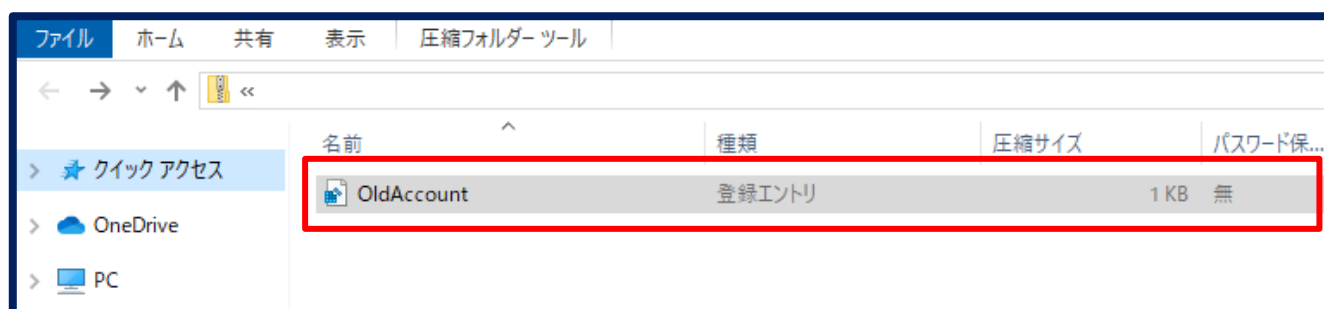 ファイル ホーム 共有 表示 圧縮フォルダー ツール
«
名前 種類 圧縮サイズ パスワード保...
クイック アクセス
OldAccount 登録エントリ 1 KB 無
OneDrive
PC